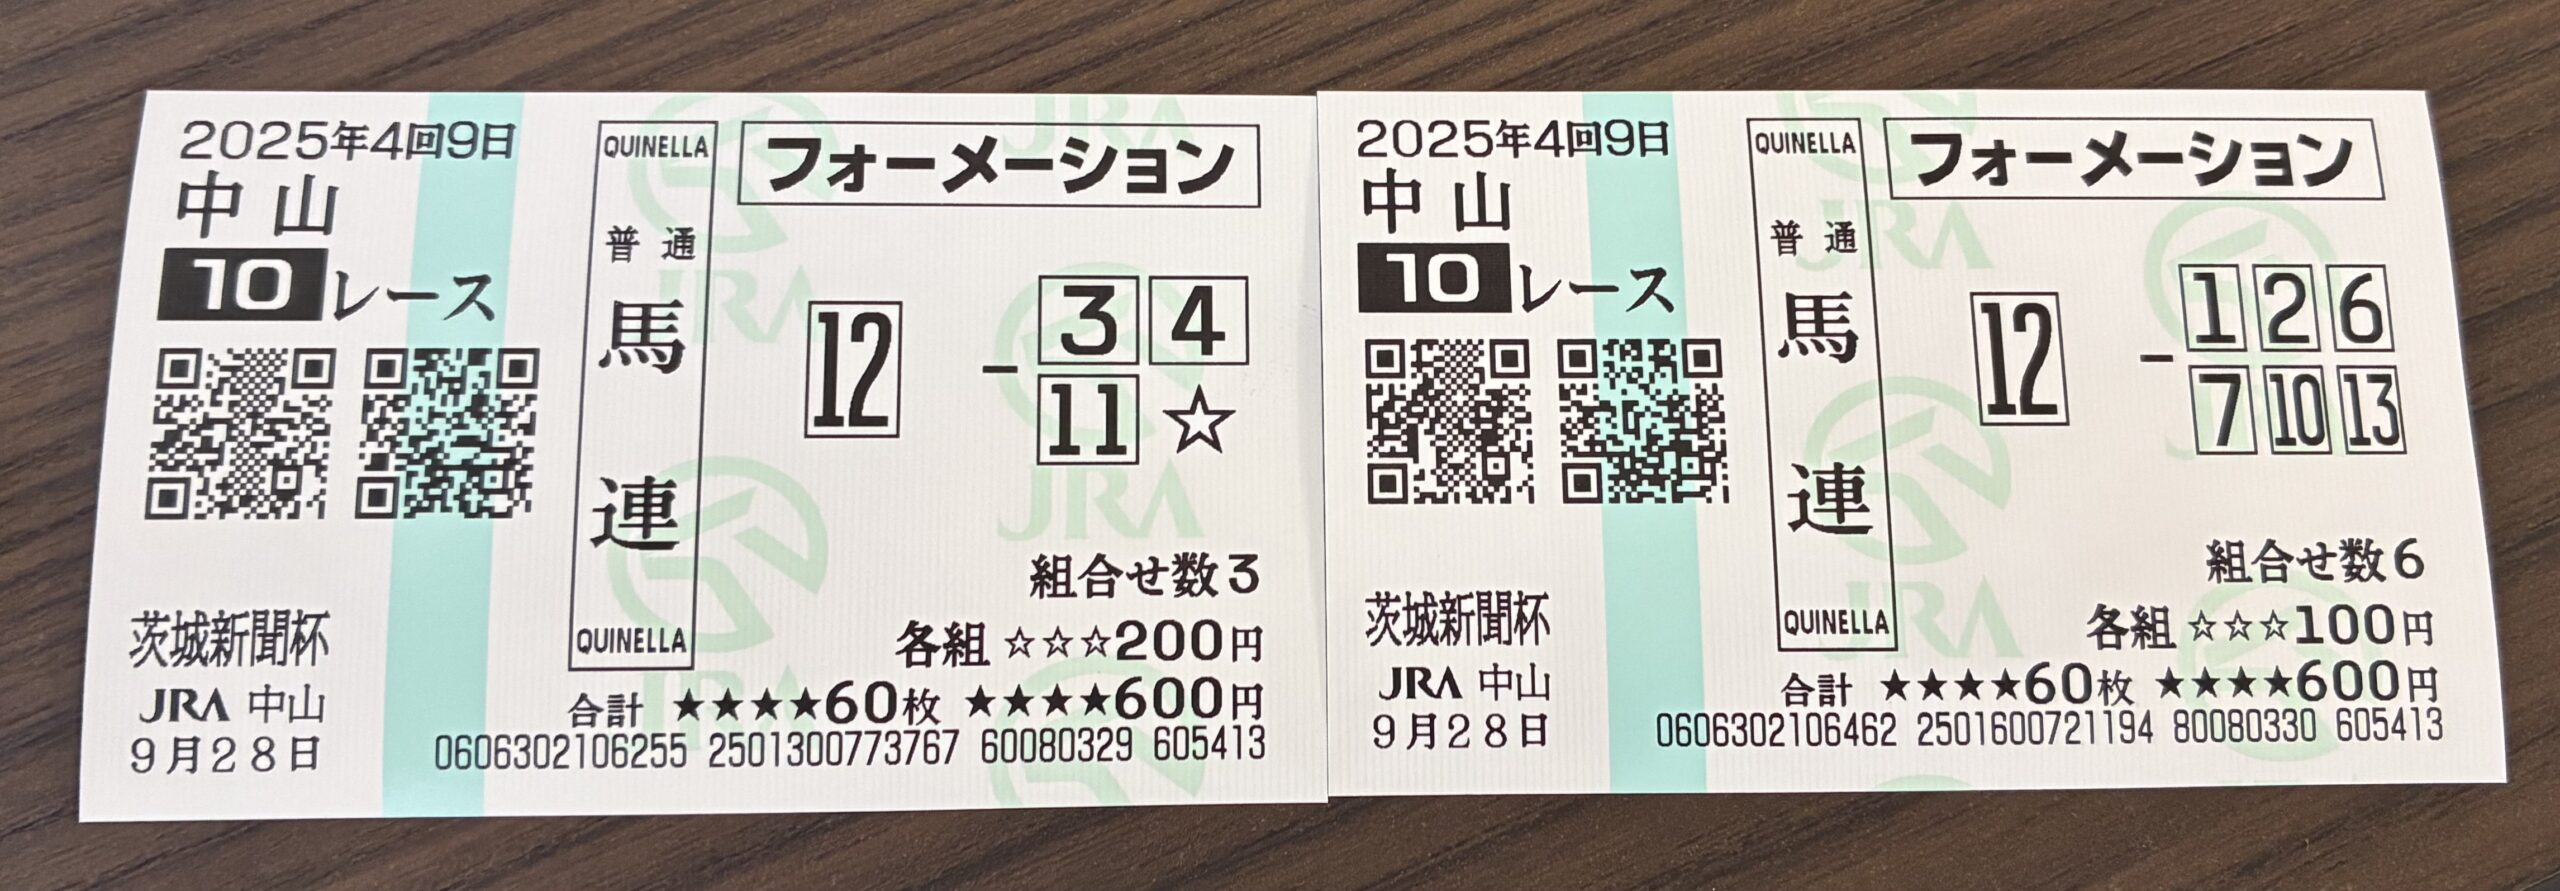 2025年4回9日
中山
10レース
茨城新聞杯
JRA 中山
9月28日
QUINELLA
普通
馬連
QUINELLA
フォーメーション
12 - 3 4
11 ☆
組合せ数3
各組 ☆☆☆200円
合計 ★★★★60枚 ★★★★600円
0606302106255 2501300773767 60080329 605413
2025年4回9日
中山
10レース
茨城新聞杯
JRA 中山
9月28日
QUINELLA
普通
馬連
QUINELLA
フォーメーション
12 - 1 2 6
7 10 13
組合せ数6
各組 ☆☆☆100円
合計 ★★★★60枚 ★★★★600円
0606302106462 2501600721194 80080330 605413